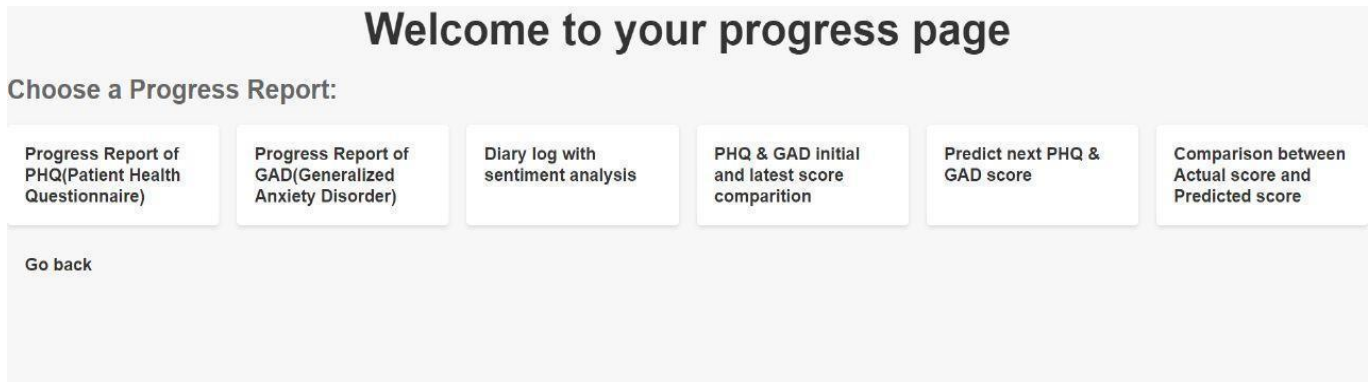 Welcome to your progress page
Choose a Progress Report:
Progress Report of
PHQ(Patient Health
Questionnaire)
Progress Report of
GAD(Generalized
Anxiety Disorder)
Diary log with
sentiment analysis
PHQ & GAD initial
and latest score
comparition
Predict next PHQ &
GAD score
Comparison between
Actual score and
Predicted score
Go back